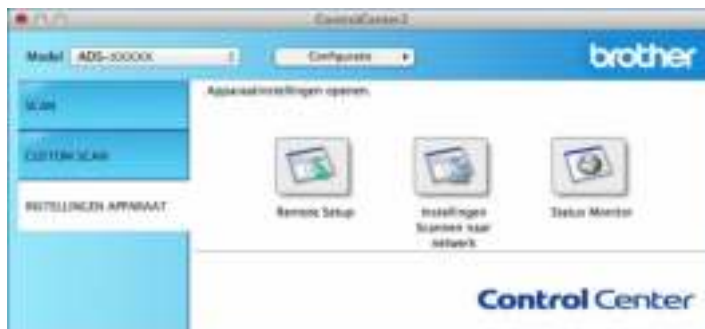 ControlCenter2
Model ADS-XXXXX Configuratie
brother
SCAN
CUSTOM SCAN
INSTELLINGEN APPARAAT
Apparaatinstellingen openen.
Remote Setup
Instellingen
Scannen naar
netwerk
Status Monitor
Control Center